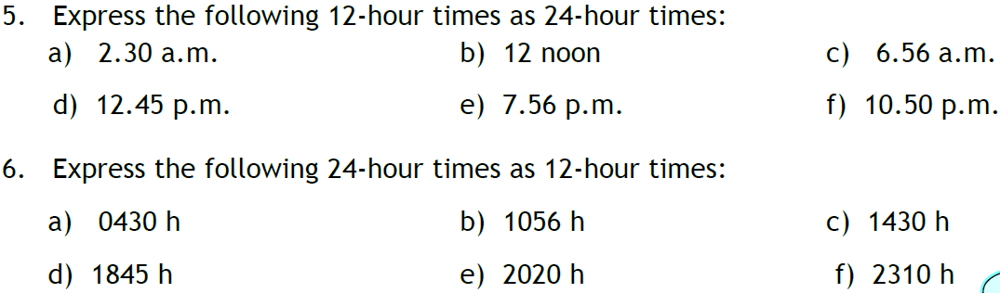 5. Express the following 12-hour times as 24-hour times:
a) 2.30 a.m. b) 12 noon c) 6.56 a.m.
d) 12.45 p.m. e) 7.56 p.m. f) 10.50 p.m.
6. Express the following 24-hour times as 12-hour times:
a) 0430 h b) 1056 h c) 1430 h
d) 1845 h e) 2020 h f) 2310 h